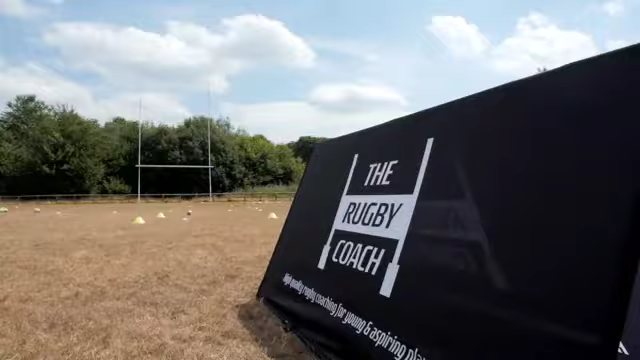 THE
RUGBY
COACH
High quality rugby coaching for young & aspiring